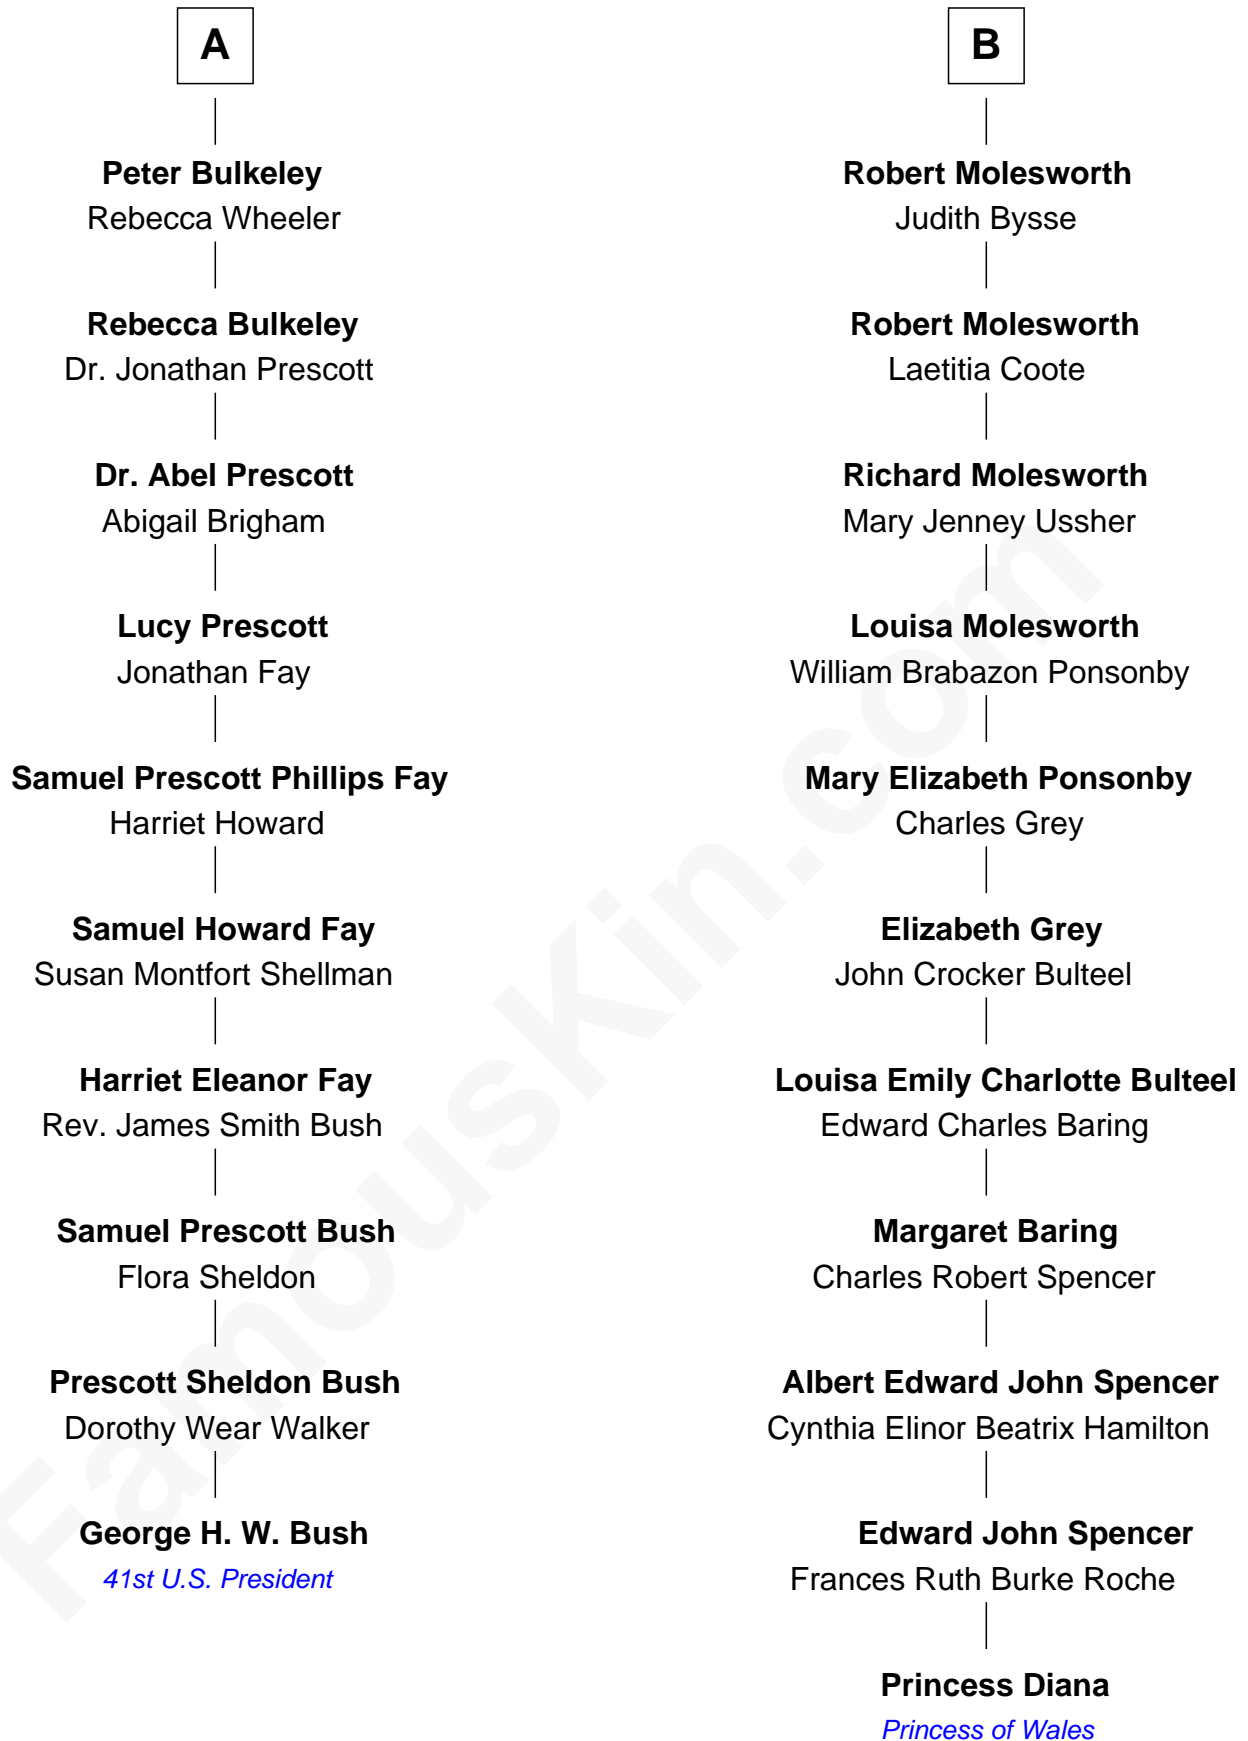 A
Peter Bulkeley
Rebecca Wheeler
Rebecca Bulkeley
Dr. Jonathan Prescott
Dr. Abel Prescott
Abigail Brigham
Lucy Prescott
Jonathan Fay
Samuel Prescott Phillips Fay
Harriet Howard
Samuel Howard Fay
Susan Montfort Shellman
Harriet Eleanor Fay
Rev. James Smith Bush
Samuel Prescott Bush
Flora Sheldon
Prescott Sheldon Bush
Dorothy Wear Walker
George H. W. Bush
41st U.S. President
B
Robert Molesworth
Judith Bysse
Robert Molesworth
Laetitia Coote
Richard Molesworth
Mary Jenney Ussher
Louisa Molesworth
William Brabazon Ponsonby
Mary Elizabeth Ponsonby
Charles Grey
Elizabeth Grey
John Crocker Bulteel
Louisa Emily Charlotte Bulteel
Edward Charles Baring
Margaret Baring
Charles Robert Spencer
Albert Edward John Spencer
Cynthia Elinor Beatrix Hamilton
Edward John Spencer
Frances Ruth Burke Roche
Princess Diana
Princess of Wales
FamousKin.com